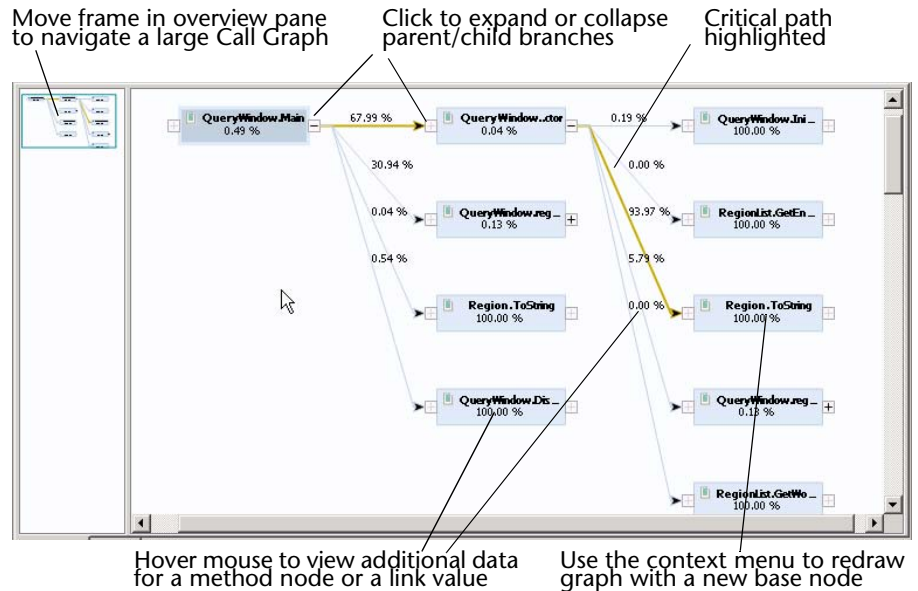 Move frame in overview pane
to navigate a large Call Graph
Click to expand or collapse
parent/child branches
Critical path
highlighted
QueryWindow.Main
0.49 %
67.99 %
QueryWindow..ctor
0.04 %
0.19 %
QueryWindow.Ini_
100.00 %
30.94 %
0.00 %
0.04 %
QueryWindow.reg_
0.13 %
93.97 %
RegionList.GetEn_
100.00 %
0.54 %
5.79 %
Region.ToString
100.00 %
0.00 %
Region.ToString
100.00 %
QueryWindow.Dis_
100.00 %
QueryWindow.reg_
0.13 %
RegionList.GetWo_
100.00 %
Hover mouse to view additional data
for a method node or a link value
Use the context menu to redraw
graph with a new base node